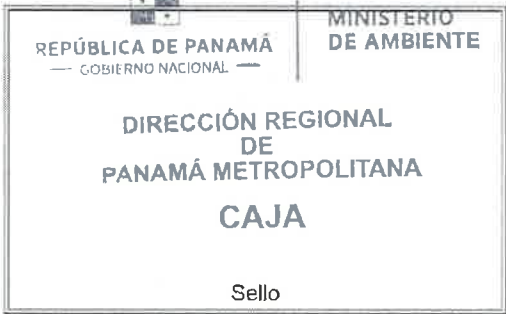 REPÚBLICA DE PANAMÁ
— GOBIERNO NACIONAL —
MINISTERIO
DE AMBIENTE
DIRECCIÓN REGIONAL
DE
PANAMÁ METROPOLITANA
CAJA
Sello